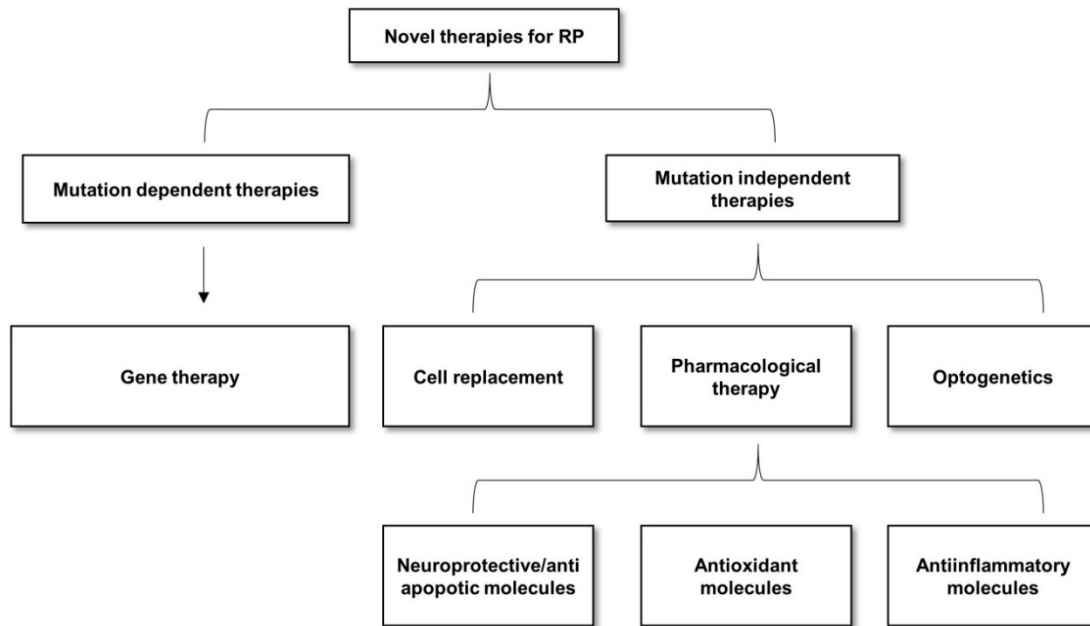 Novel therapies for RP
Mutation dependent therapies
Mutation independent
therapies
Gene therapy
Cell replacement
Pharmacological
therapy
Optogenetics
Neuroprotective/anti
apopotic molecules
Antioxidant
molecules
Antiinflammatory
molecules